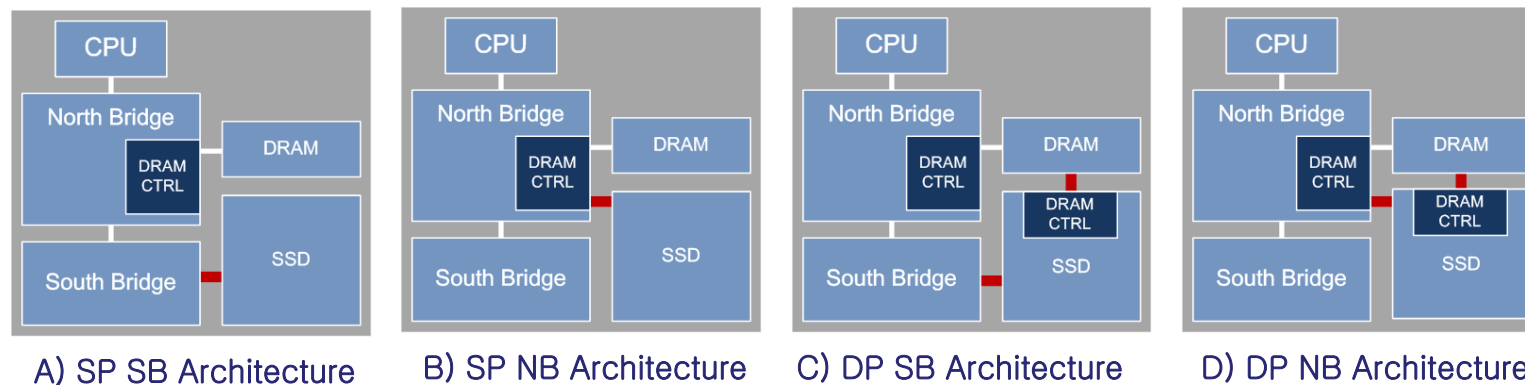 CPU
North Bridge
DRAM
CTRL
DRAM
SSD
South Bridge
A) SP SB Architecture
CPU
North Bridge
DRAM
CTRL
DRAM
SSD
South Bridge
B) SP NB Architecture
CPU
North Bridge
DRAM
CTRL
DRAM
DRAM
CTRL
SSD
South Bridge
C) DP SB Architecture
CPU
North Bridge
DRAM
CTRL
DRAM
DRAM
CTRL
SSD
South Bridge
D) DP NB Architecture